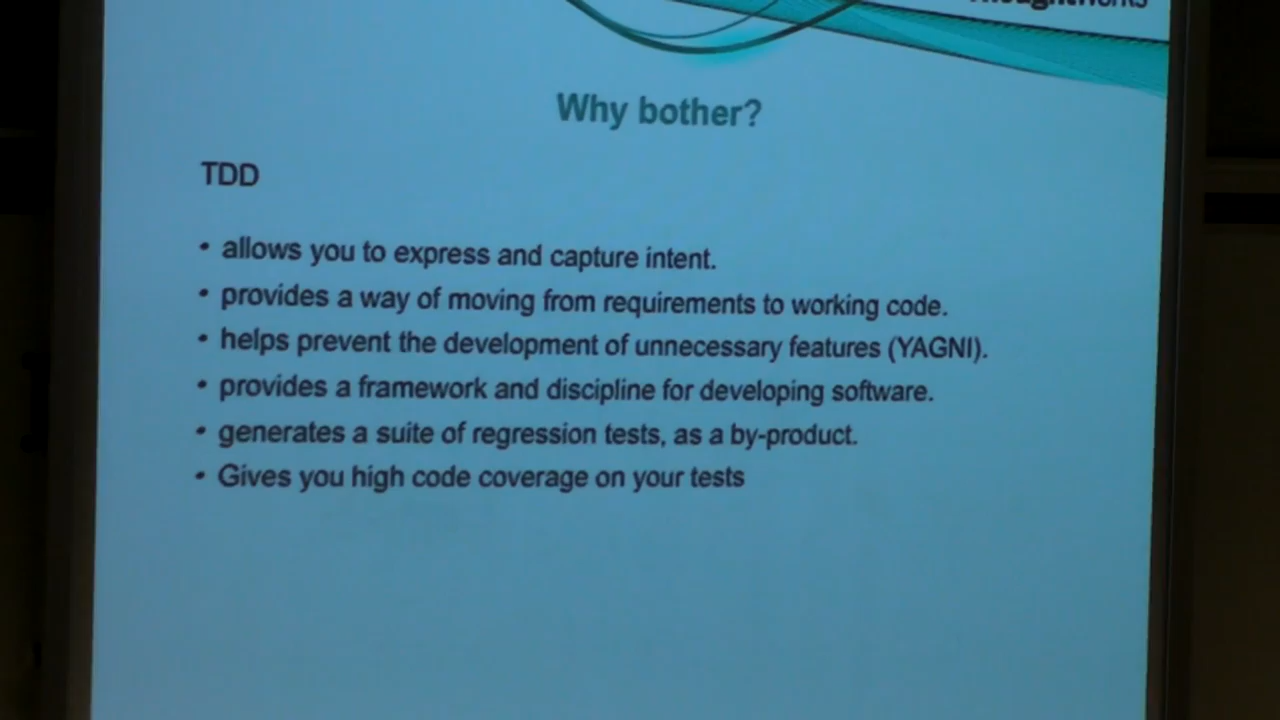 Why bother?
TDD
• allows you to express and capture intent.
• provides a way of moving from requirements to working code.
• helps prevent the development of unnecessary features (YAGNI).
• provides a framework and discipline for developing software.
• generates a suite of regression tests, as a by-product.
• Gives you high code coverage on your tests